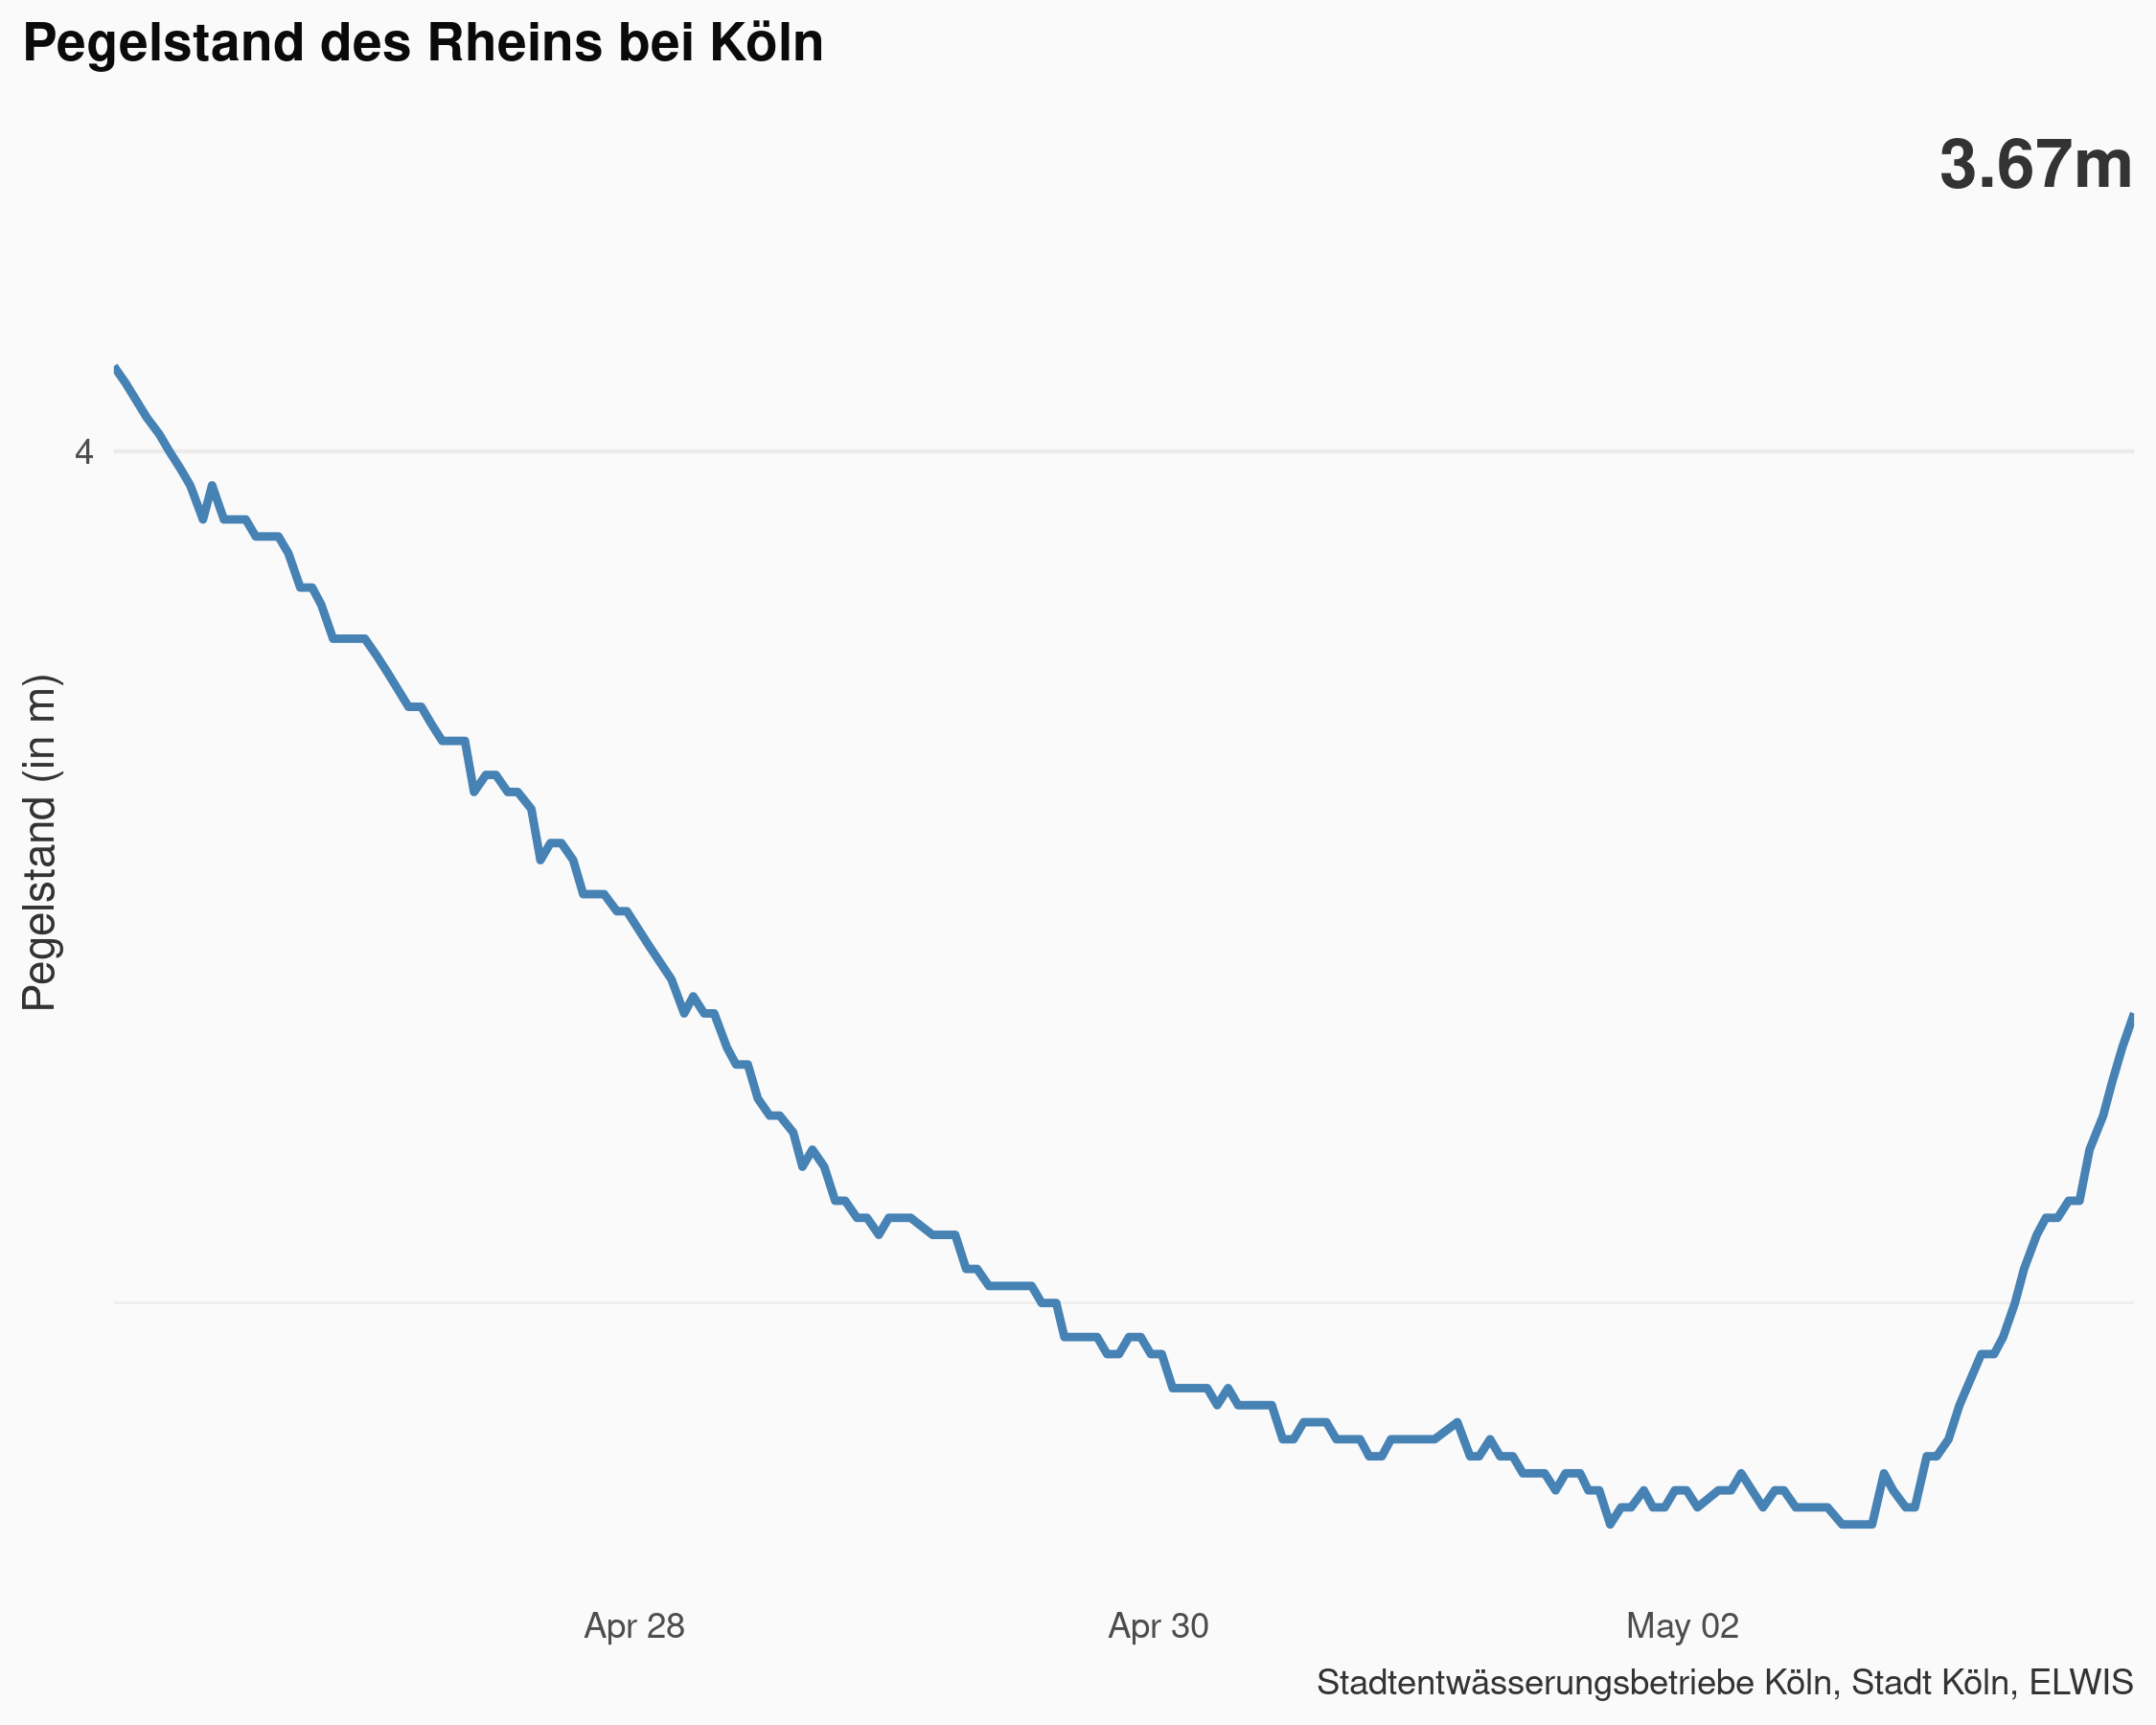 Pegelstand des Rheins bei Köln
3.67m
4
Pegelstand (in m)
Apr 28
Apr 30
May 02
Stadtentwässerungsbetriebe Köln, Stadt Köln, ELWIS